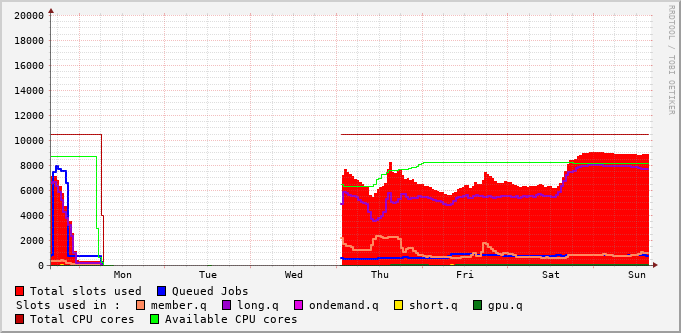 20000
18000
16000
14000
12000
10000
8000
6000
4000
2000
0
Mon Tue Wed Thu Fri Sat Sun
RRDTOOL / TOBI OETIKER
Total slots used Queued Jobs
Slots used in : member.q long.q ondemand.q short.q gpu.q
Total CPU cores Available CPU cores